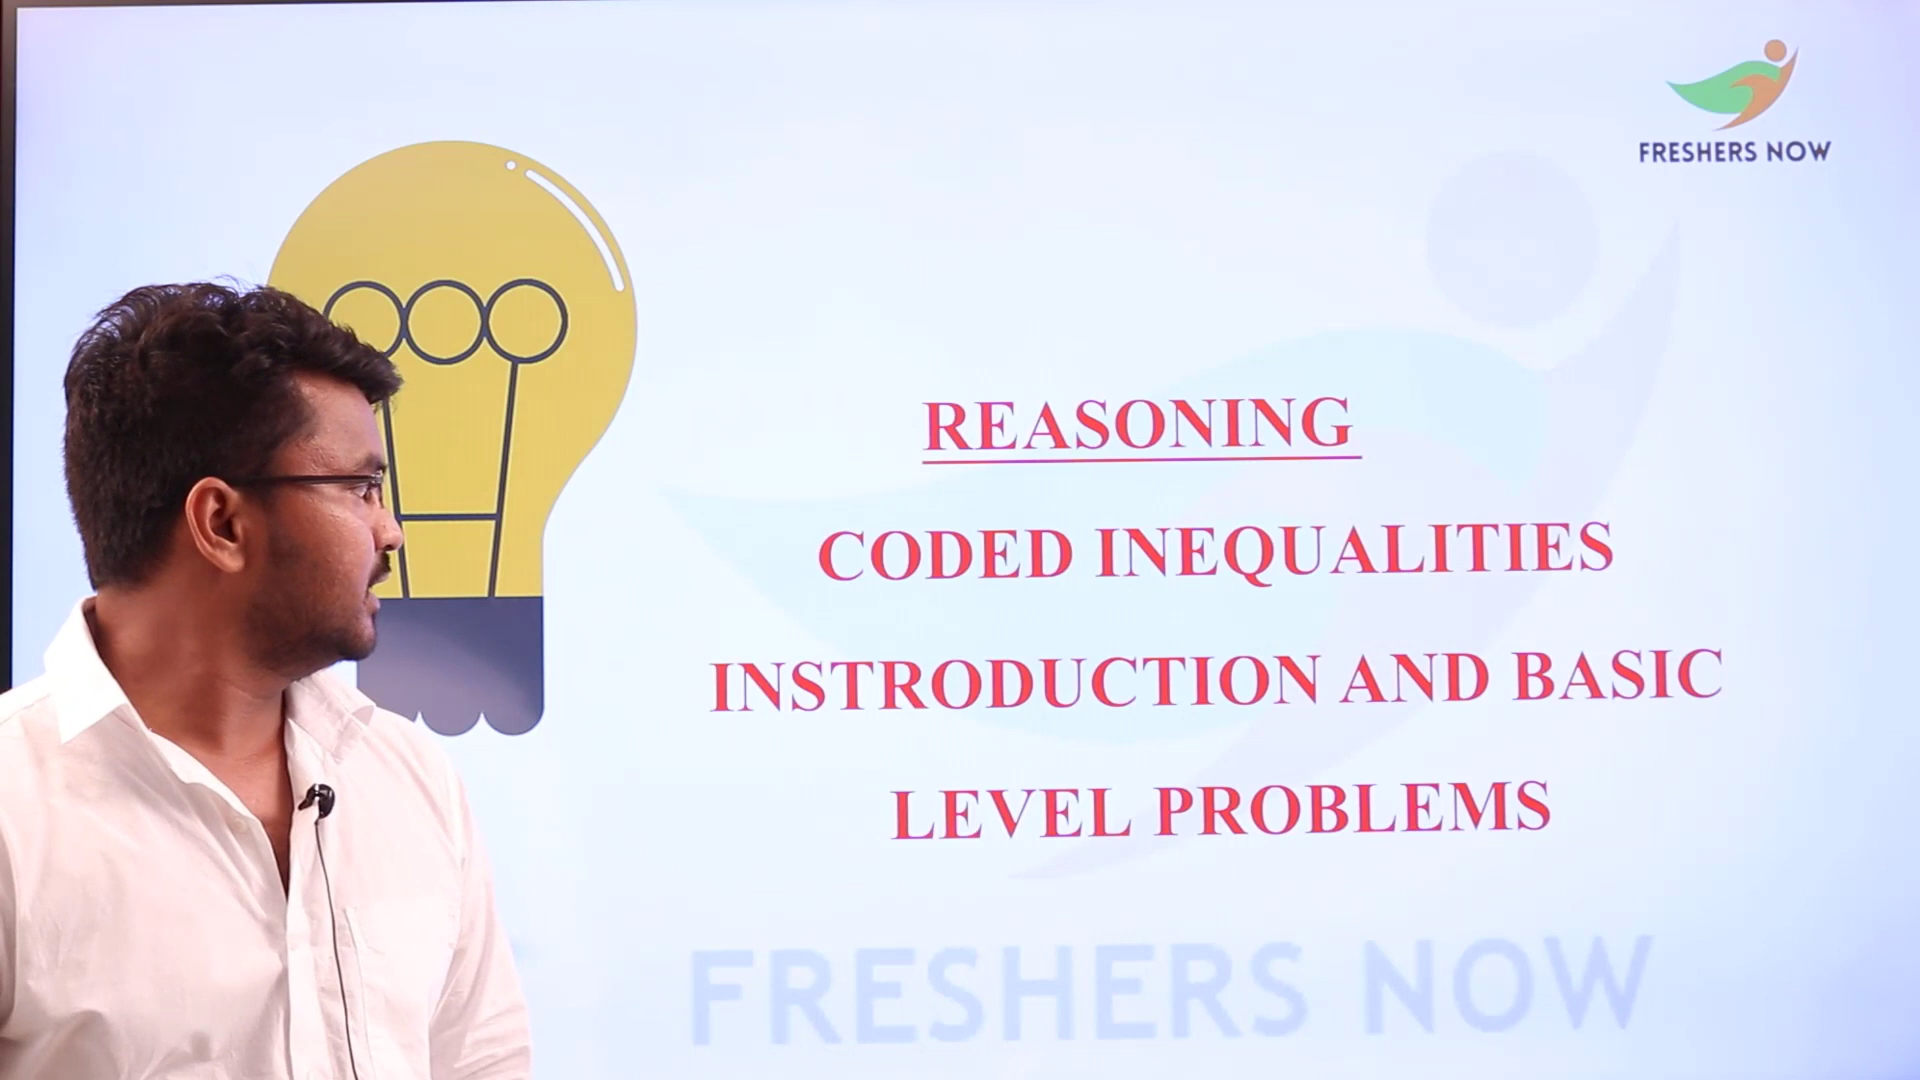 FRESHERS NOW
REASONING
CODED INEQUALITIES
INSTRODUCTION AND BASIC
LEVEL PROBLEMS
FRESHERS NOW